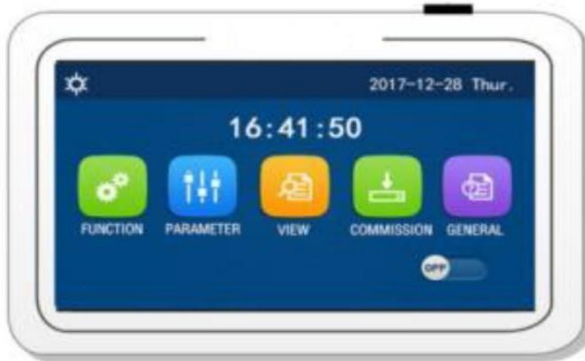 2017-12-28 Thur.
16:41:50
FUNCTION PARAMETER VIEW COMMISSION GENERAL
OFF